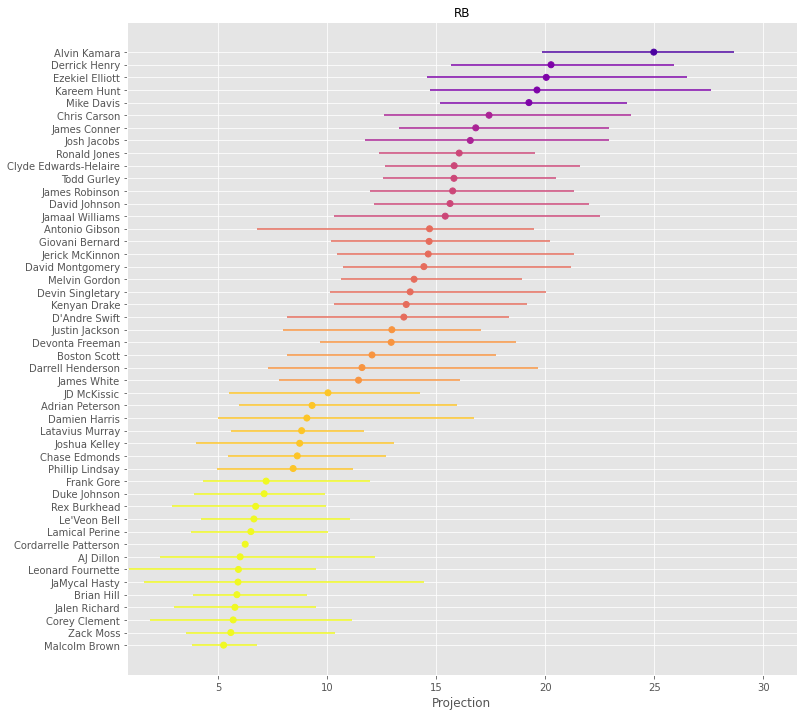 RB
Alvin Kamara
Derrick Henry
Ezekiel Elliott
Kareem Hunt
Mike Davis
Chris Carson
James Conner
Josh Jacobs
Ronald Jones
Clyde Edwards-Helaire
Todd Gurley
James Robinson
David Johnson
Jamaal Williams
Antonio Gibson
Giovani Bernard
Jerick McKinnon
David Montgomery
Melvin Gordon
Devin Singletary
Kenyan Drake
D'Andre Swift
Justin Jackson
Devonta Freeman
Boston Scott
Darrell Henderson
James White
JD McKissic
Adrian Peterson
Damien Harris
Latavius Murray
Joshua Kelley
Chase Edmonds
Phillip Lindsay
Frank Gore
Duke Johnson
Rex Burkhead
Le'Veon Bell
Lamical Perine
Cordarrelle Patterson
AJ Dillon
Leonard Fournette
JaMycal Hasty
Brian Hill
Jalen Richard
Corey Clement
Zack Moss
Malcolm Brown
5 10 15 20 25 30
Projection